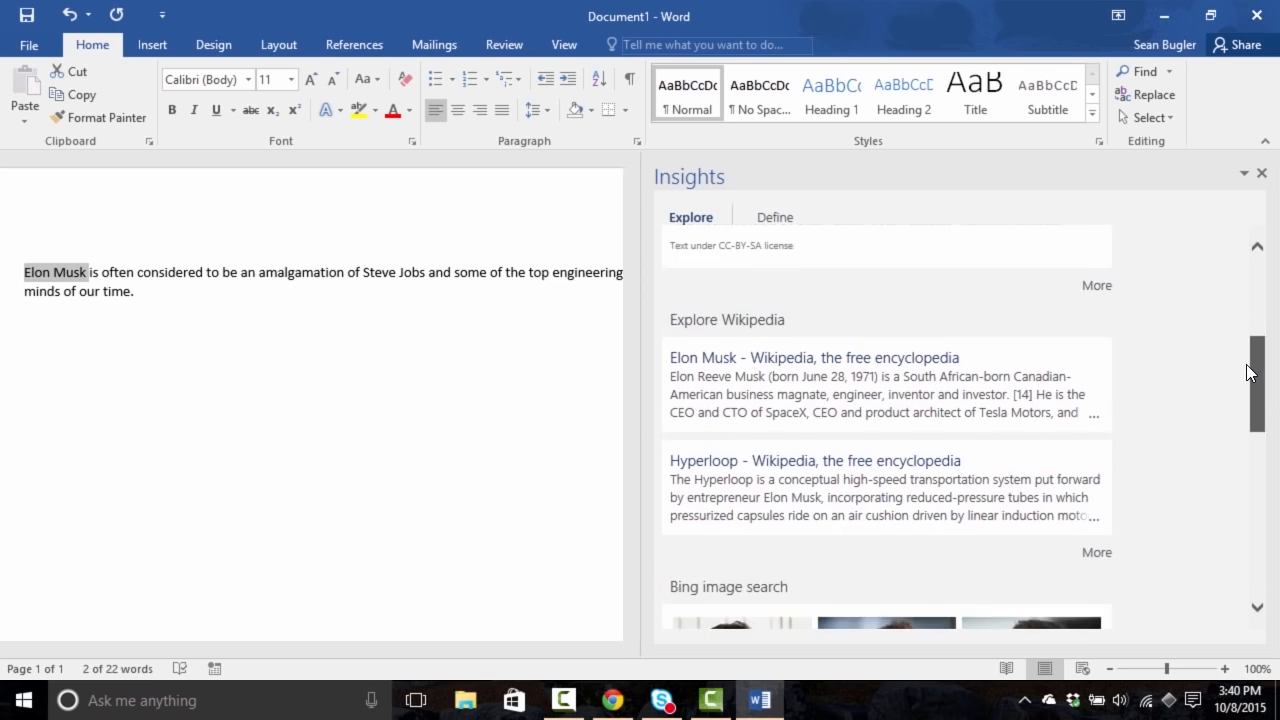 Document1 - Word
File Home Insert Design Layout References Mailings Review View Tell me what you want to do... Sean Bugler Share
Paste
Cut
Copy
Format Painter
Clipboard
Calibri (Body) 11
Font
Paragraph
AaBbCcDc AaBbCcDc AaBbCc AaBbCcD AaB AaBbCcD
¶ Normal ¶ No Spac... Heading 1 Heading 2 Title Subtitle
Styles
Find
Replace
Select
Editing
Elon Musk is often considered to be an amalgamation of Steve Jobs and some of the top engineering
minds of our time.
Insights
Explore Define
Text under CC-BY-SA license
More
Explore Wikipedia
Elon Musk - Wikipedia, the free encyclopedia
Elon Reeve Musk (born June 28, 1971) is a South African-born Canadian-
American business magnate, engineer, inventor and investor. [14] He is the
CEO and CTO of SpaceX, CEO and product architect of Tesla Motors, and ...
Hyperloop - Wikipedia, the free encyclopedia
The Hyperloop is a conceptual high-speed transportation system put forward
by entrepreneur Elon Musk, incorporating reduced-pressure tubes in which
pressurized capsules ride on an air cushion driven by linear induction moto...
More
Bing image search
Page 1 of 1 2 of 22 words 100%
Ask me anything
3:40 PM
10/8/2015